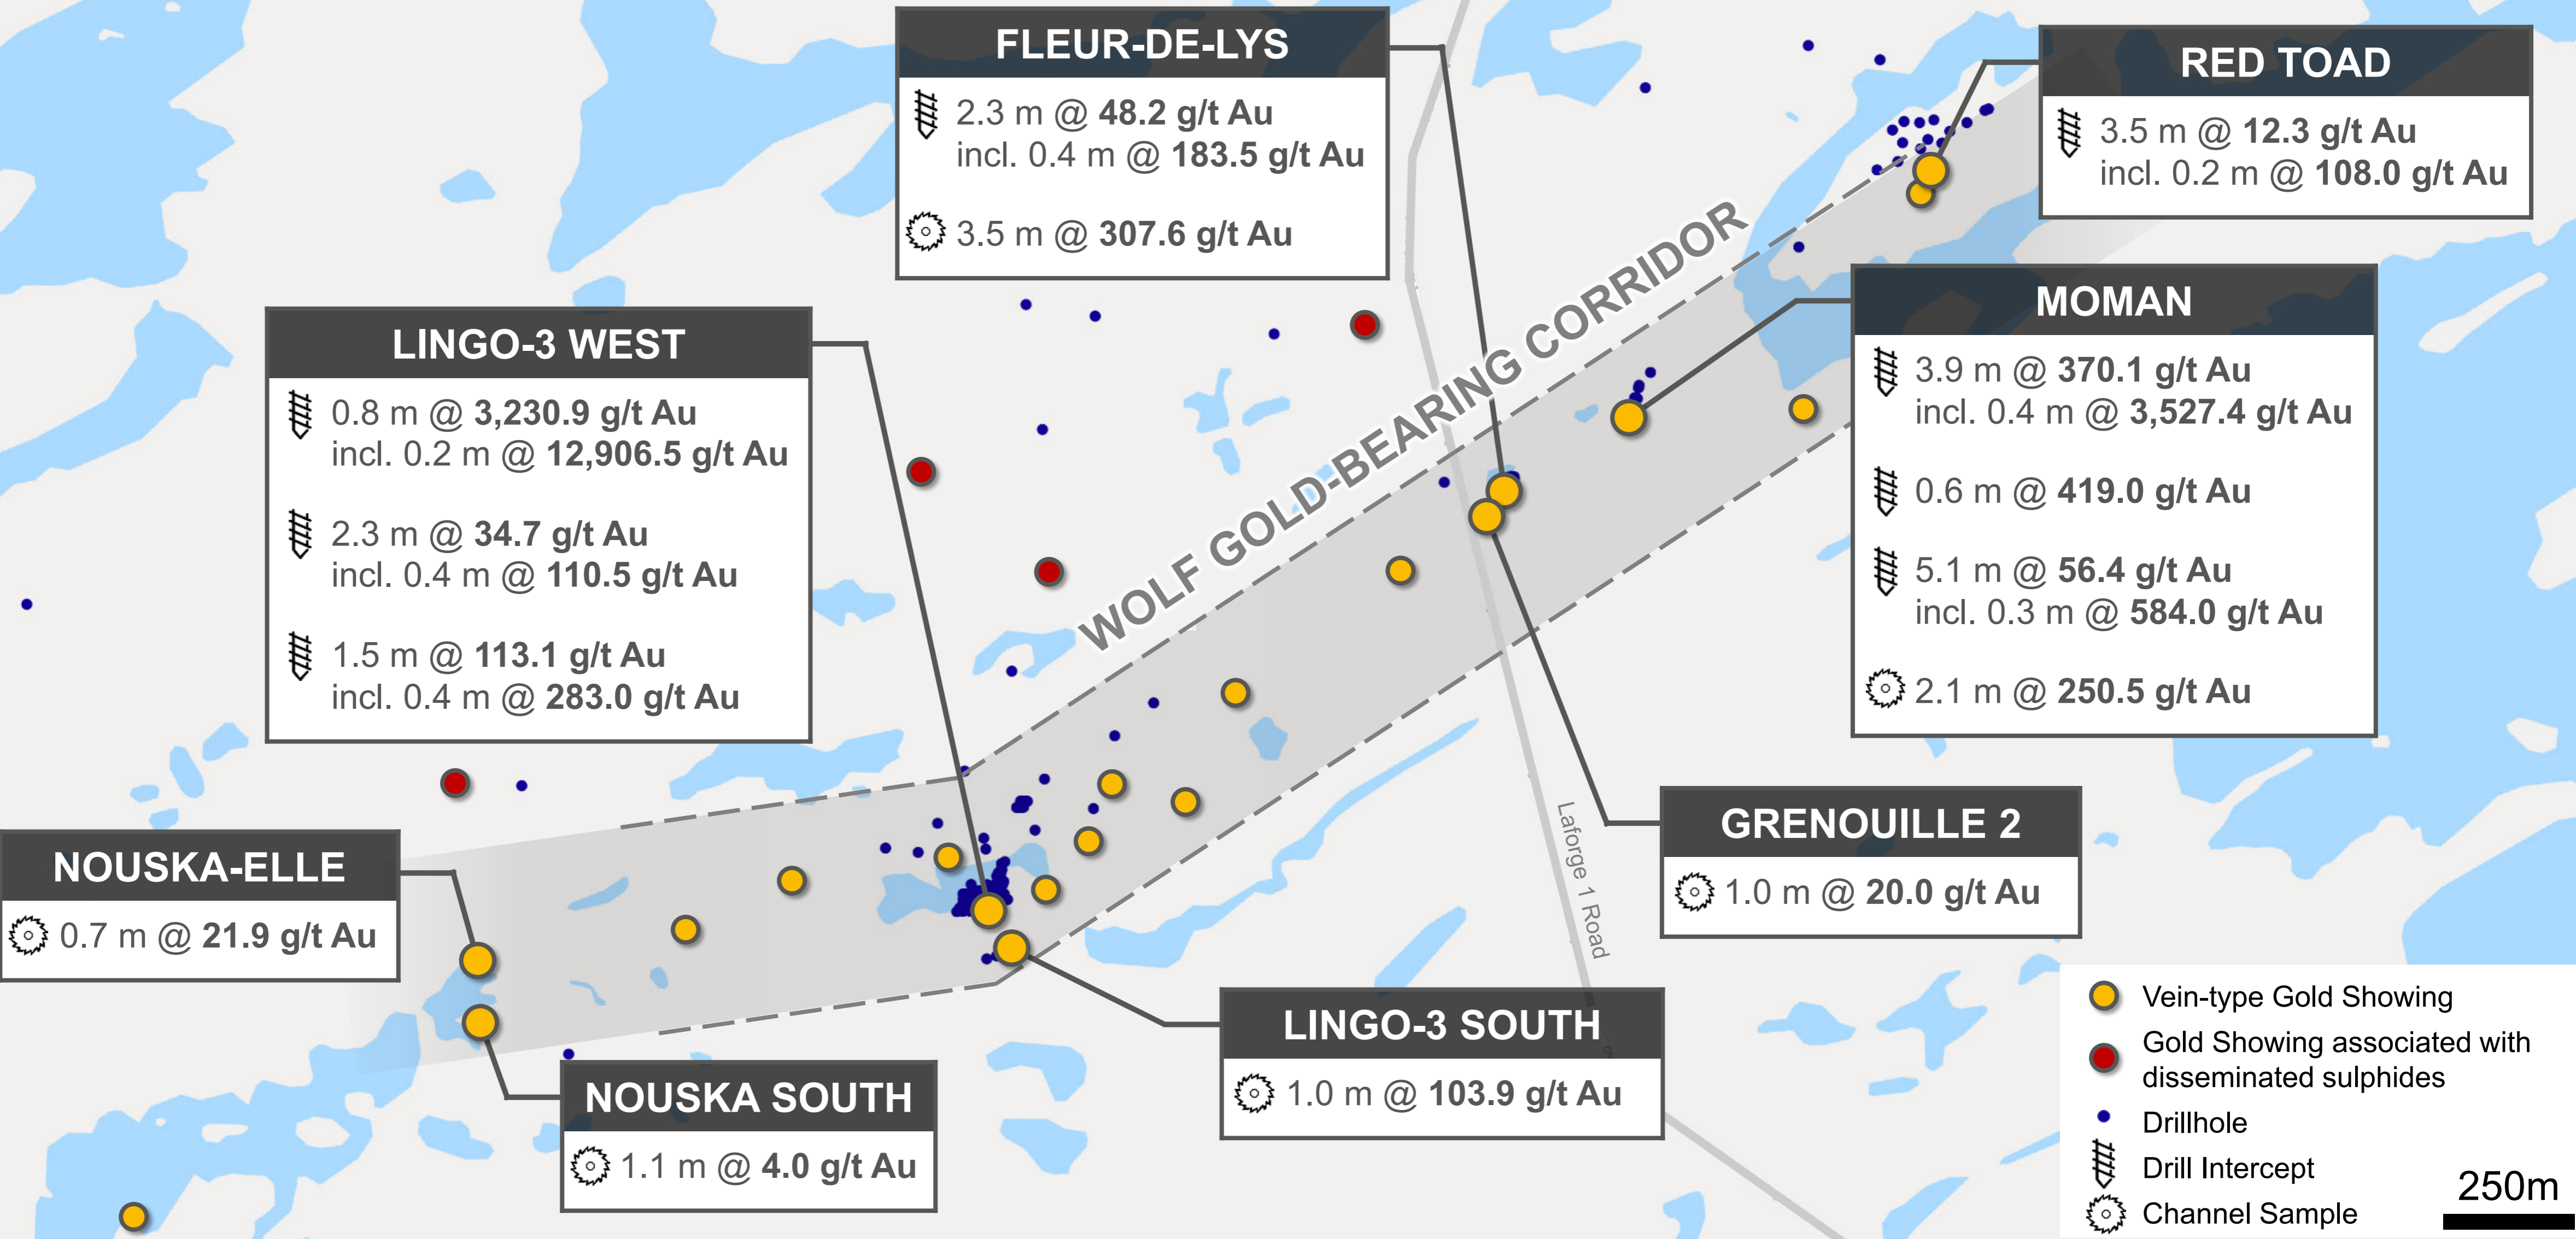 FLEUR-DE-LYS
2.3 m @ 48.2 g/t Au
incl. 0.4 m @ 183.5 g/t Au
3.5 m @ 307.6 g/t Au
RED TOAD
3.5 m @ 12.3 g/t Au
incl. 0.2 m @ 108.0 g/t Au
LINGO-3 WEST
0.8 m @ 3,230.9 g/t Au
incl. 0.2 m @ 12,906.5 g/t Au
2.3 m @ 34.7 g/t Au
incl. 0.4 m @ 110.5 g/t Au
1.5 m @ 113.1 g/t Au
incl. 0.4 m @ 283.0 g/t Au
WOLF GOLD-BEARING CORRIDOR
MOMAN
3.9 m @ 370.1 g/t Au
incl. 0.4 m @ 3,527.4 g/t Au
0.6 m @ 419.0 g/t Au
5.1 m @ 56.4 g/t Au
incl. 0.3 m @ 584.0 g/t Au
2.1 m @ 250.5 g/t Au
NOUSKA-ELLE
0.7 m @ 21.9 g/t Au
NOUSKA SOUTH
1.1 m @ 4.0 g/t Au
LINGO-3 SOUTH
1.0 m @ 103.9 g/t Au
Laforge 1 Road
GRENOUILLE 2
1.0 m @ 20.0 g/t Au
Vein-type Gold Showing
Gold Showing associated with
disseminated sulphides
Drillhole
Drill Intercept
Channel Sample
250m